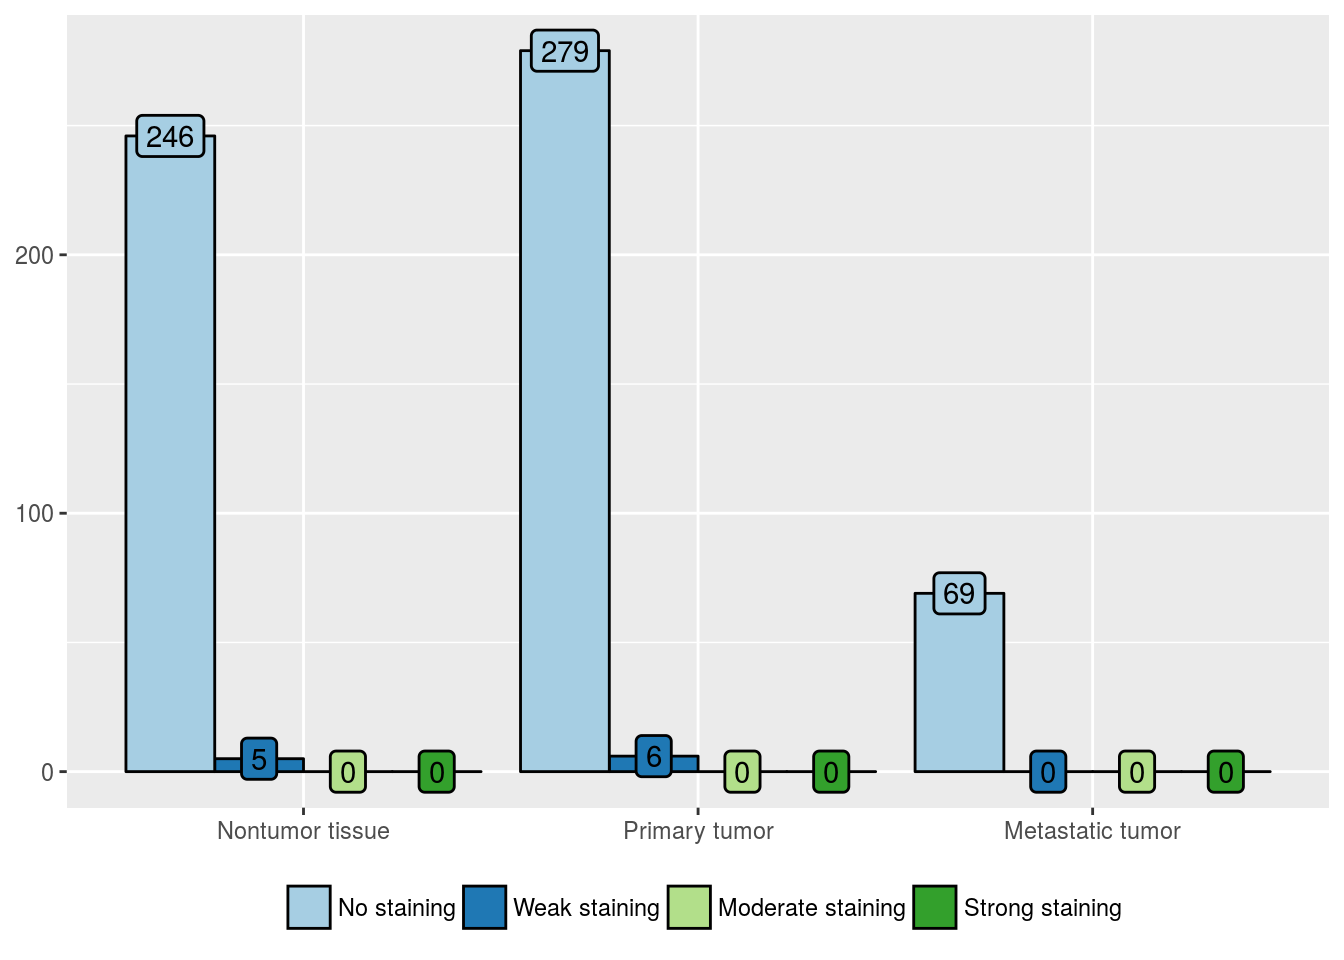 279
246
200
100
69
6
5
0
0 0 0 0 0 0 0
Nontumor tissue Primary tumor Metastatic tumor
No staining Weak staining Moderate staining Strong staining